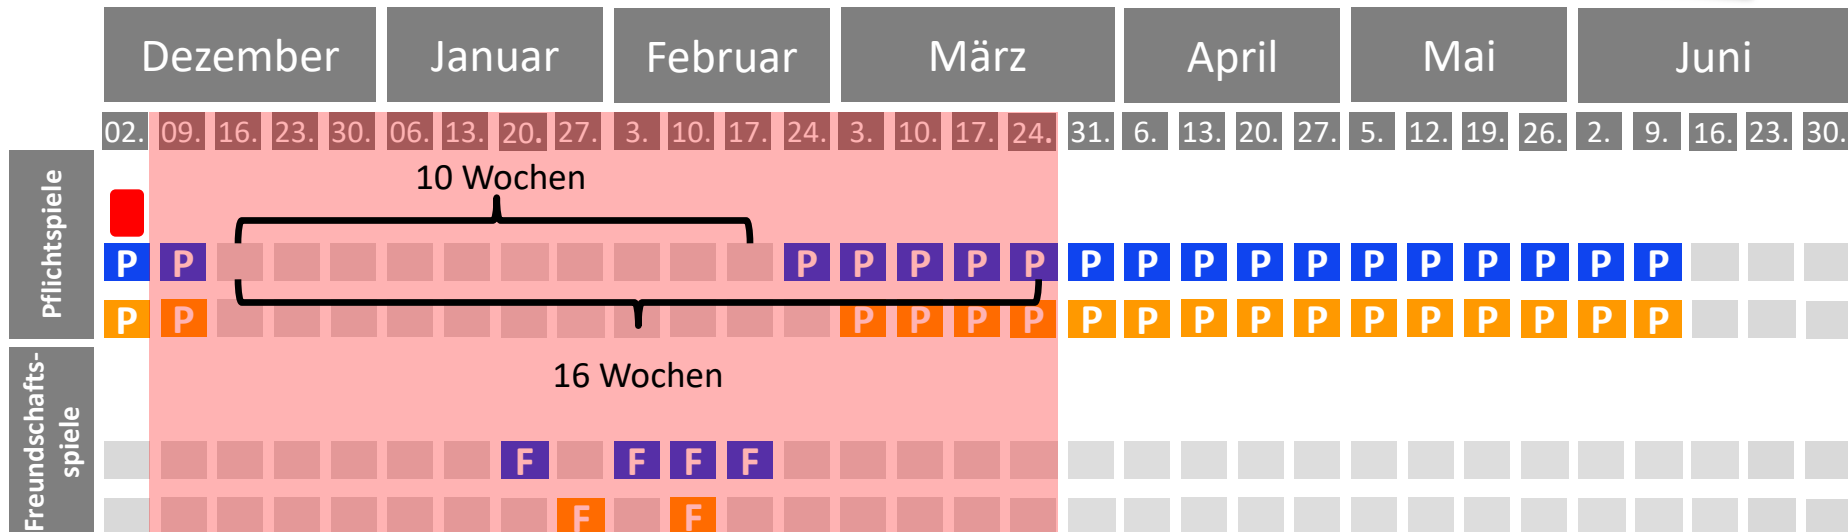 Dezember Januar Februar März April Mai Juni
02. 09. 16. 23. 30. 06. 13. 20. 27. 3. 10. 17. 24. 3. 10. 17. 24. 31. 6. 13. 20. 27. 5. 12. 19. 26. 2. 9. 16. 23. 30.
Pflichtspiele
10 Wochen
P P P P P P P P P P P P P P P P P P
P P P P P P P P P P P P P P P P P
16 Wochen
Freundschafts-
spiele
F F F F
F F